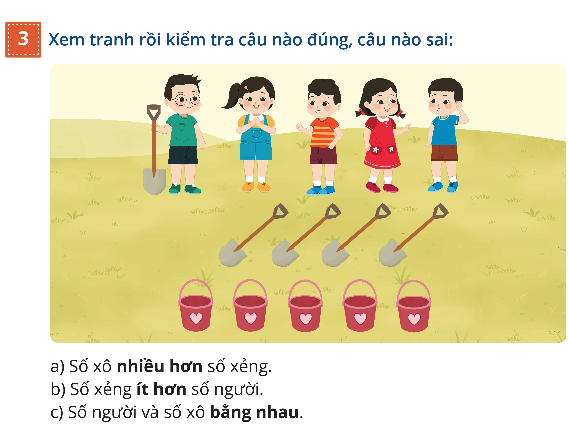 3 Xem tranh rồi kiểm tra câu nào đúng, câu nào sai:
a) Số xô nhiều hơn số xẻng.
b) Số xẻng ít hơn số người.
c) Số người và số xô bằng nhau.